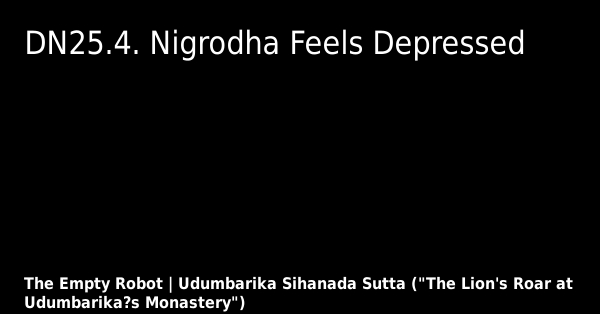 DN25.4. Nigrodha Feels Depressed
The Empty Robot | Udumbarika Sihanada Sutta ("The Lion's Roar at
Udumbarika?s Monastery")